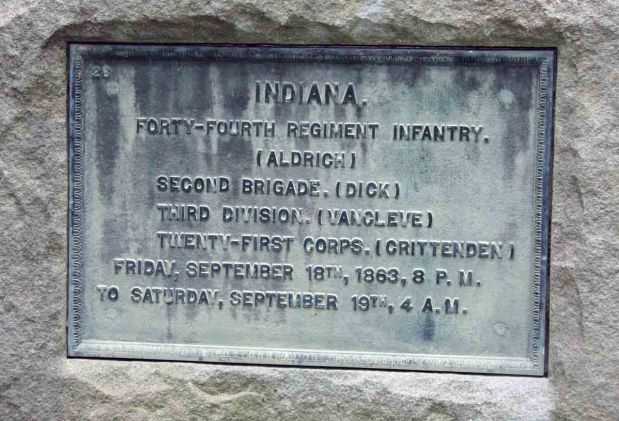 28
INDIANA.
FORTY-FOURTH REGIMENT INFANTRY.
(ALDRICH)
SECOND BRIGADE. (DICK)
THIRD DIVISION. (VANCLEVE)
TWENTY-FIRST CORPS. (CRITTENDEN)
FRIDAY, SEPTEMBER 18TH, 1863, 8 P. M.
TO SATURDAY, SEPTEMBER 19TH, 4 A. M.